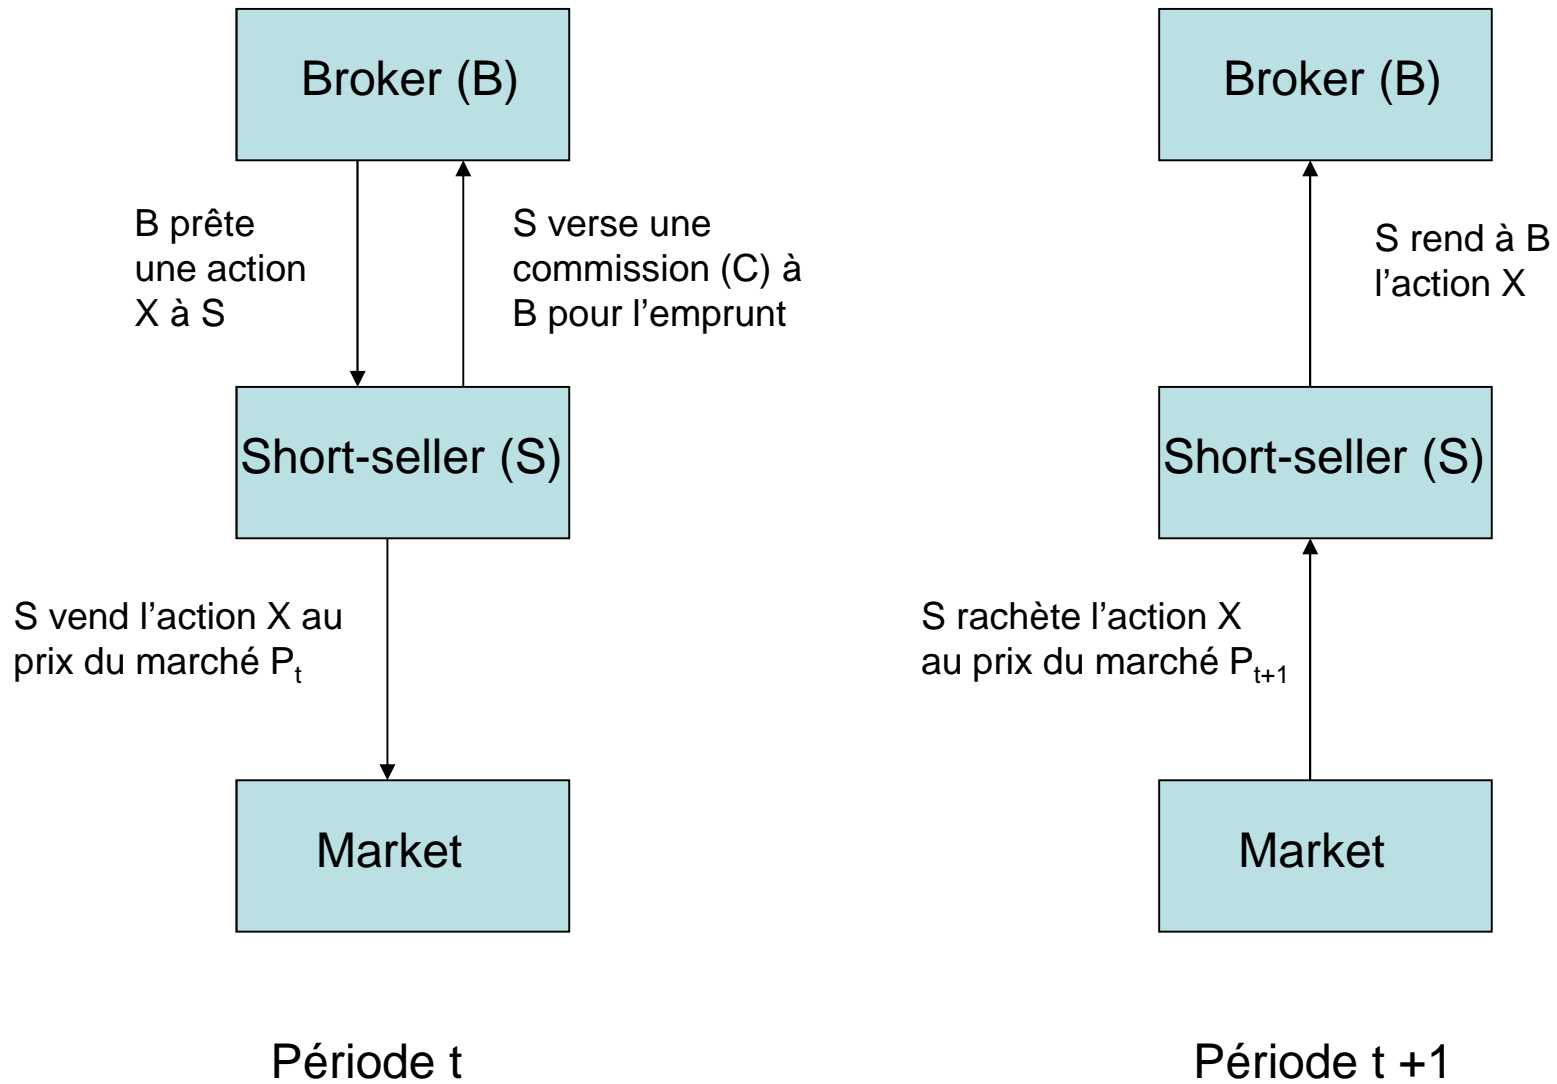 Broker (B)
B prête
une action
X à S
S verse une
commission (C) à
B pour l’emprunt
Short-seller (S)
S vend l’action X au
prix du marché Pt
Market
Période t
Broker (B)
S rend à B
l’action X
Short-seller (S)
S rachète l’action X
au prix du marché Pt+1
Market
Période t +1